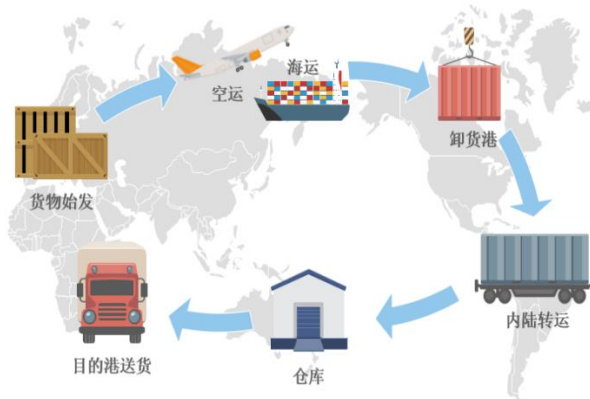 货物始发
空运
海运
卸货港
内陆转运
仓库
目的港送货